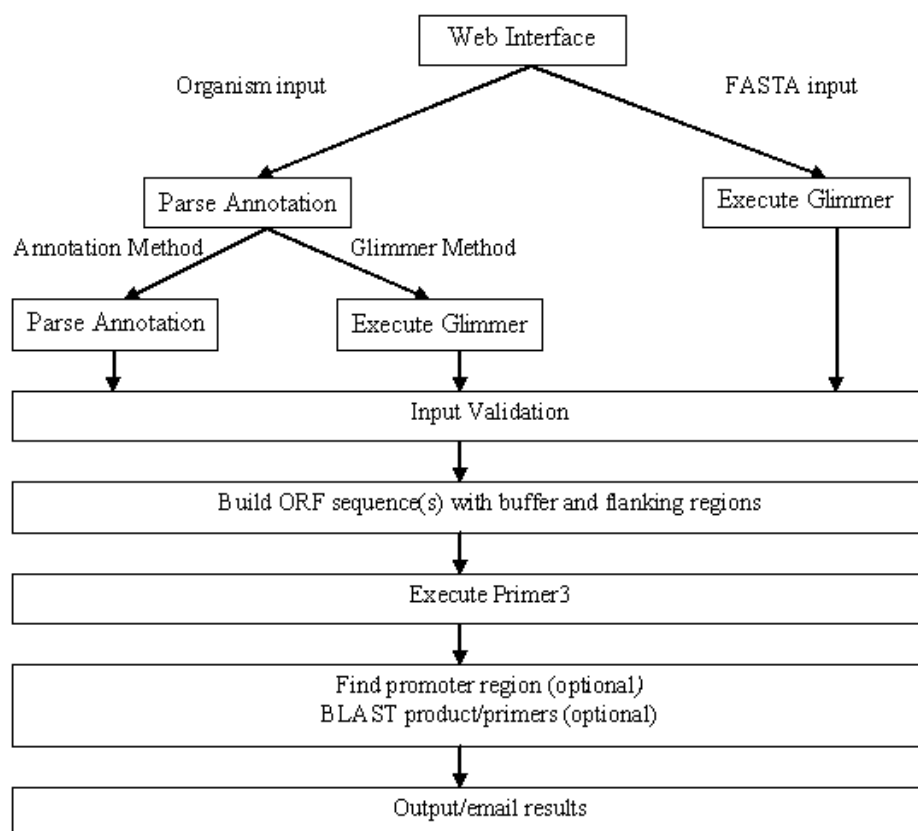 Web Interface
Organism input
FASTA input
Parse Annotation
Execute Glimmer
Annotation Method
Glimmer Method
Parse Annotation
Execute Glimmer
Input Validation
Build ORF sequence(s) with buffer and flanking regions
Execute Primer3
Find promoter region (optional)
BLAST product/primers (optional)
Output/email results